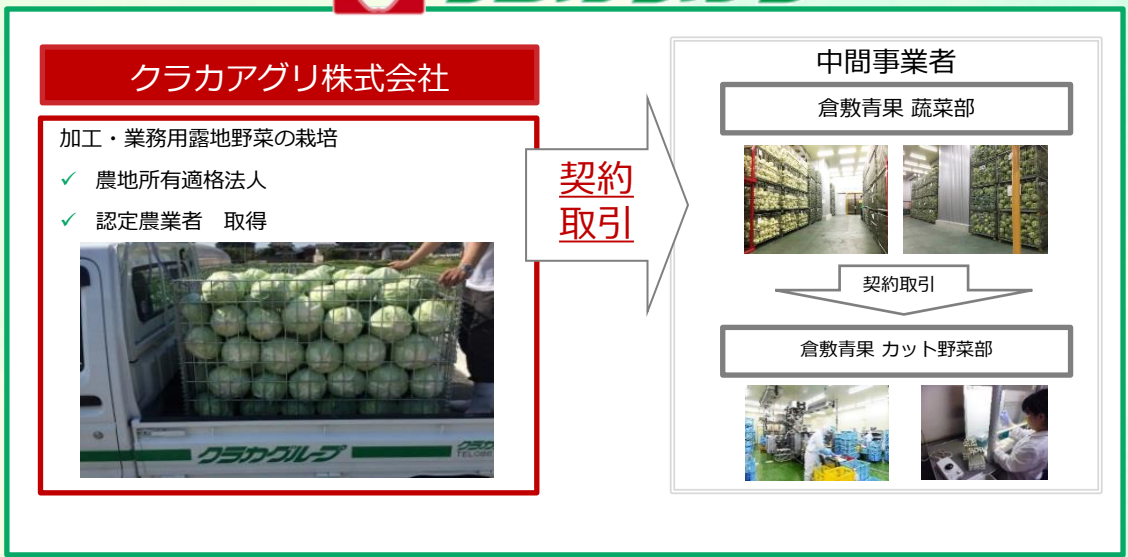 クラカアグリ株式会社
加工・業務用露地野菜の栽培
✓ 農地所有適格法人
✓ 認定農業者 取得
クラカグループ
契約
取引
中間事業者
倉敷青果 蔬菜部
契約取引
倉敷青果 カット野菜部